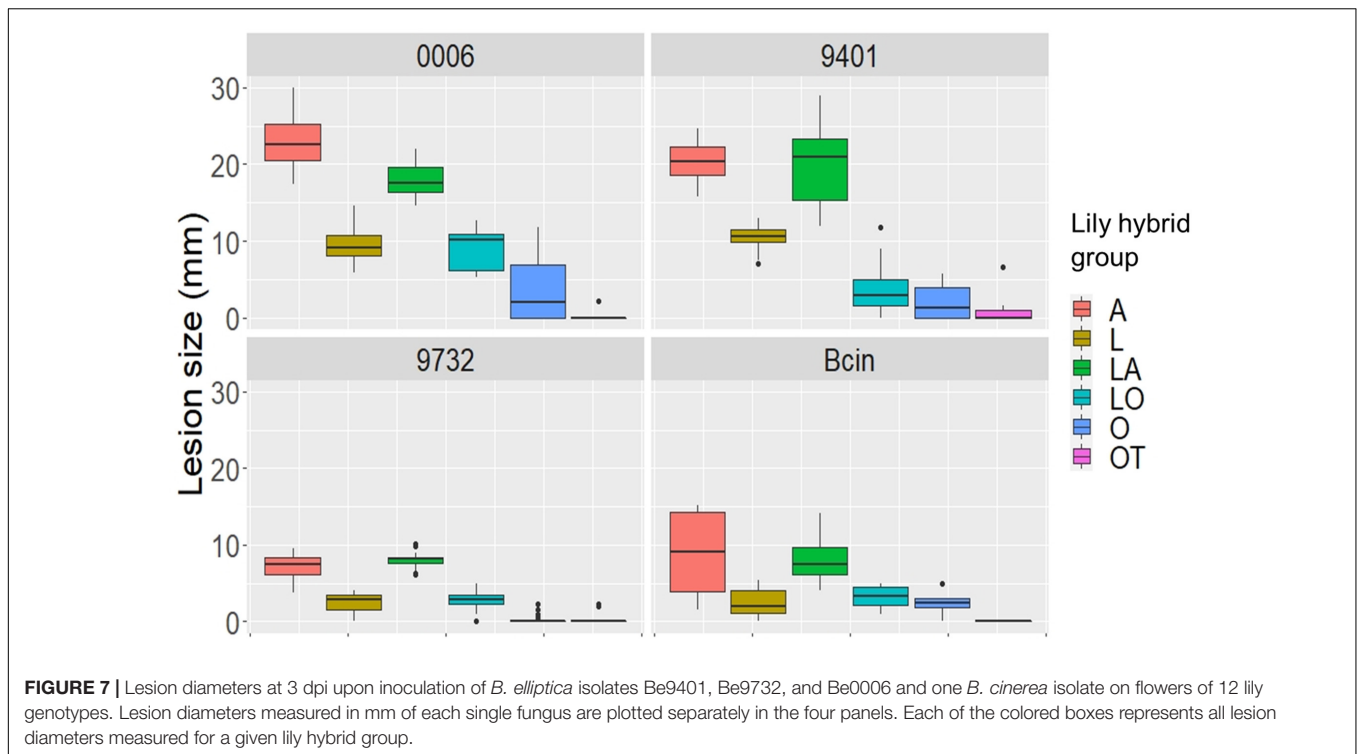 0006
9401
30
20
10
0
9732
Bcin
30
20
10
0
Lesion size (mm)
Lily hybrid
group
A
L
LA
LO
O
OT
FIGURE 7 | Lesion diameters at 3 dpi upon inoculation of B. elliptica isolates Be9401, Be9732, and Be0006 and one B. cinerea isolate on flowers of 12 lily
genotypes. Lesion diameters measured in mm of each single fungus are plotted separately in the four panels. Each of the colored boxes represents all lesion
diameters measured for a given lily hybrid group.